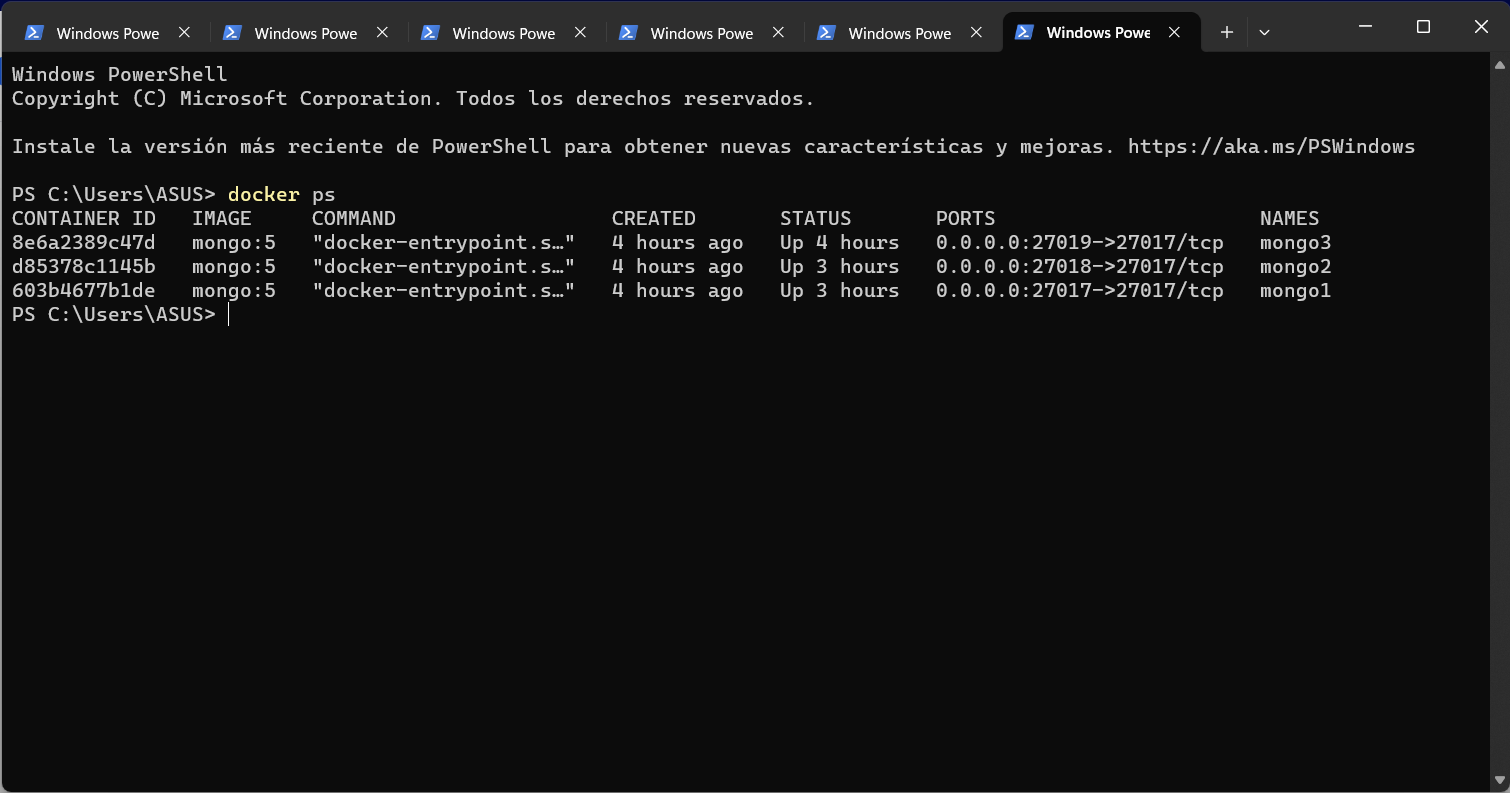 Windows Powe Windows Powe Windows Powe Windows Powe Windows Powe Windows Powe
Windows PowerShell
Copyright (C) Microsoft Corporation. Todos los derechos reservados.
Instale la versión más reciente de PowerShell para obtener nuevas características y mejoras. https://aka.ms/PSWindows
PS C:\Users\ASUS> docker ps
CONTAINER ID   IMAGE     COMMAND                  CREATED       STATUS       PORTS                      NAMES
8e6a2389c47d   mongo:5   "docker-entrypoint.s…"   4 hours ago   Up 4 hours   0.0.0.0:27019->27017/tcp   mongo3
d85378c1145b   mongo:5   "docker-entrypoint.s…"   4 hours ago   Up 3 hours   0.0.0.0:27018->27017/tcp   mongo2
603b4677b1de   mongo:5   "docker-entrypoint.s…"   4 hours ago   Up 3 hours   0.0.0.0:27017->27017/tcp   mongo1
PS C:\Users\ASUS>